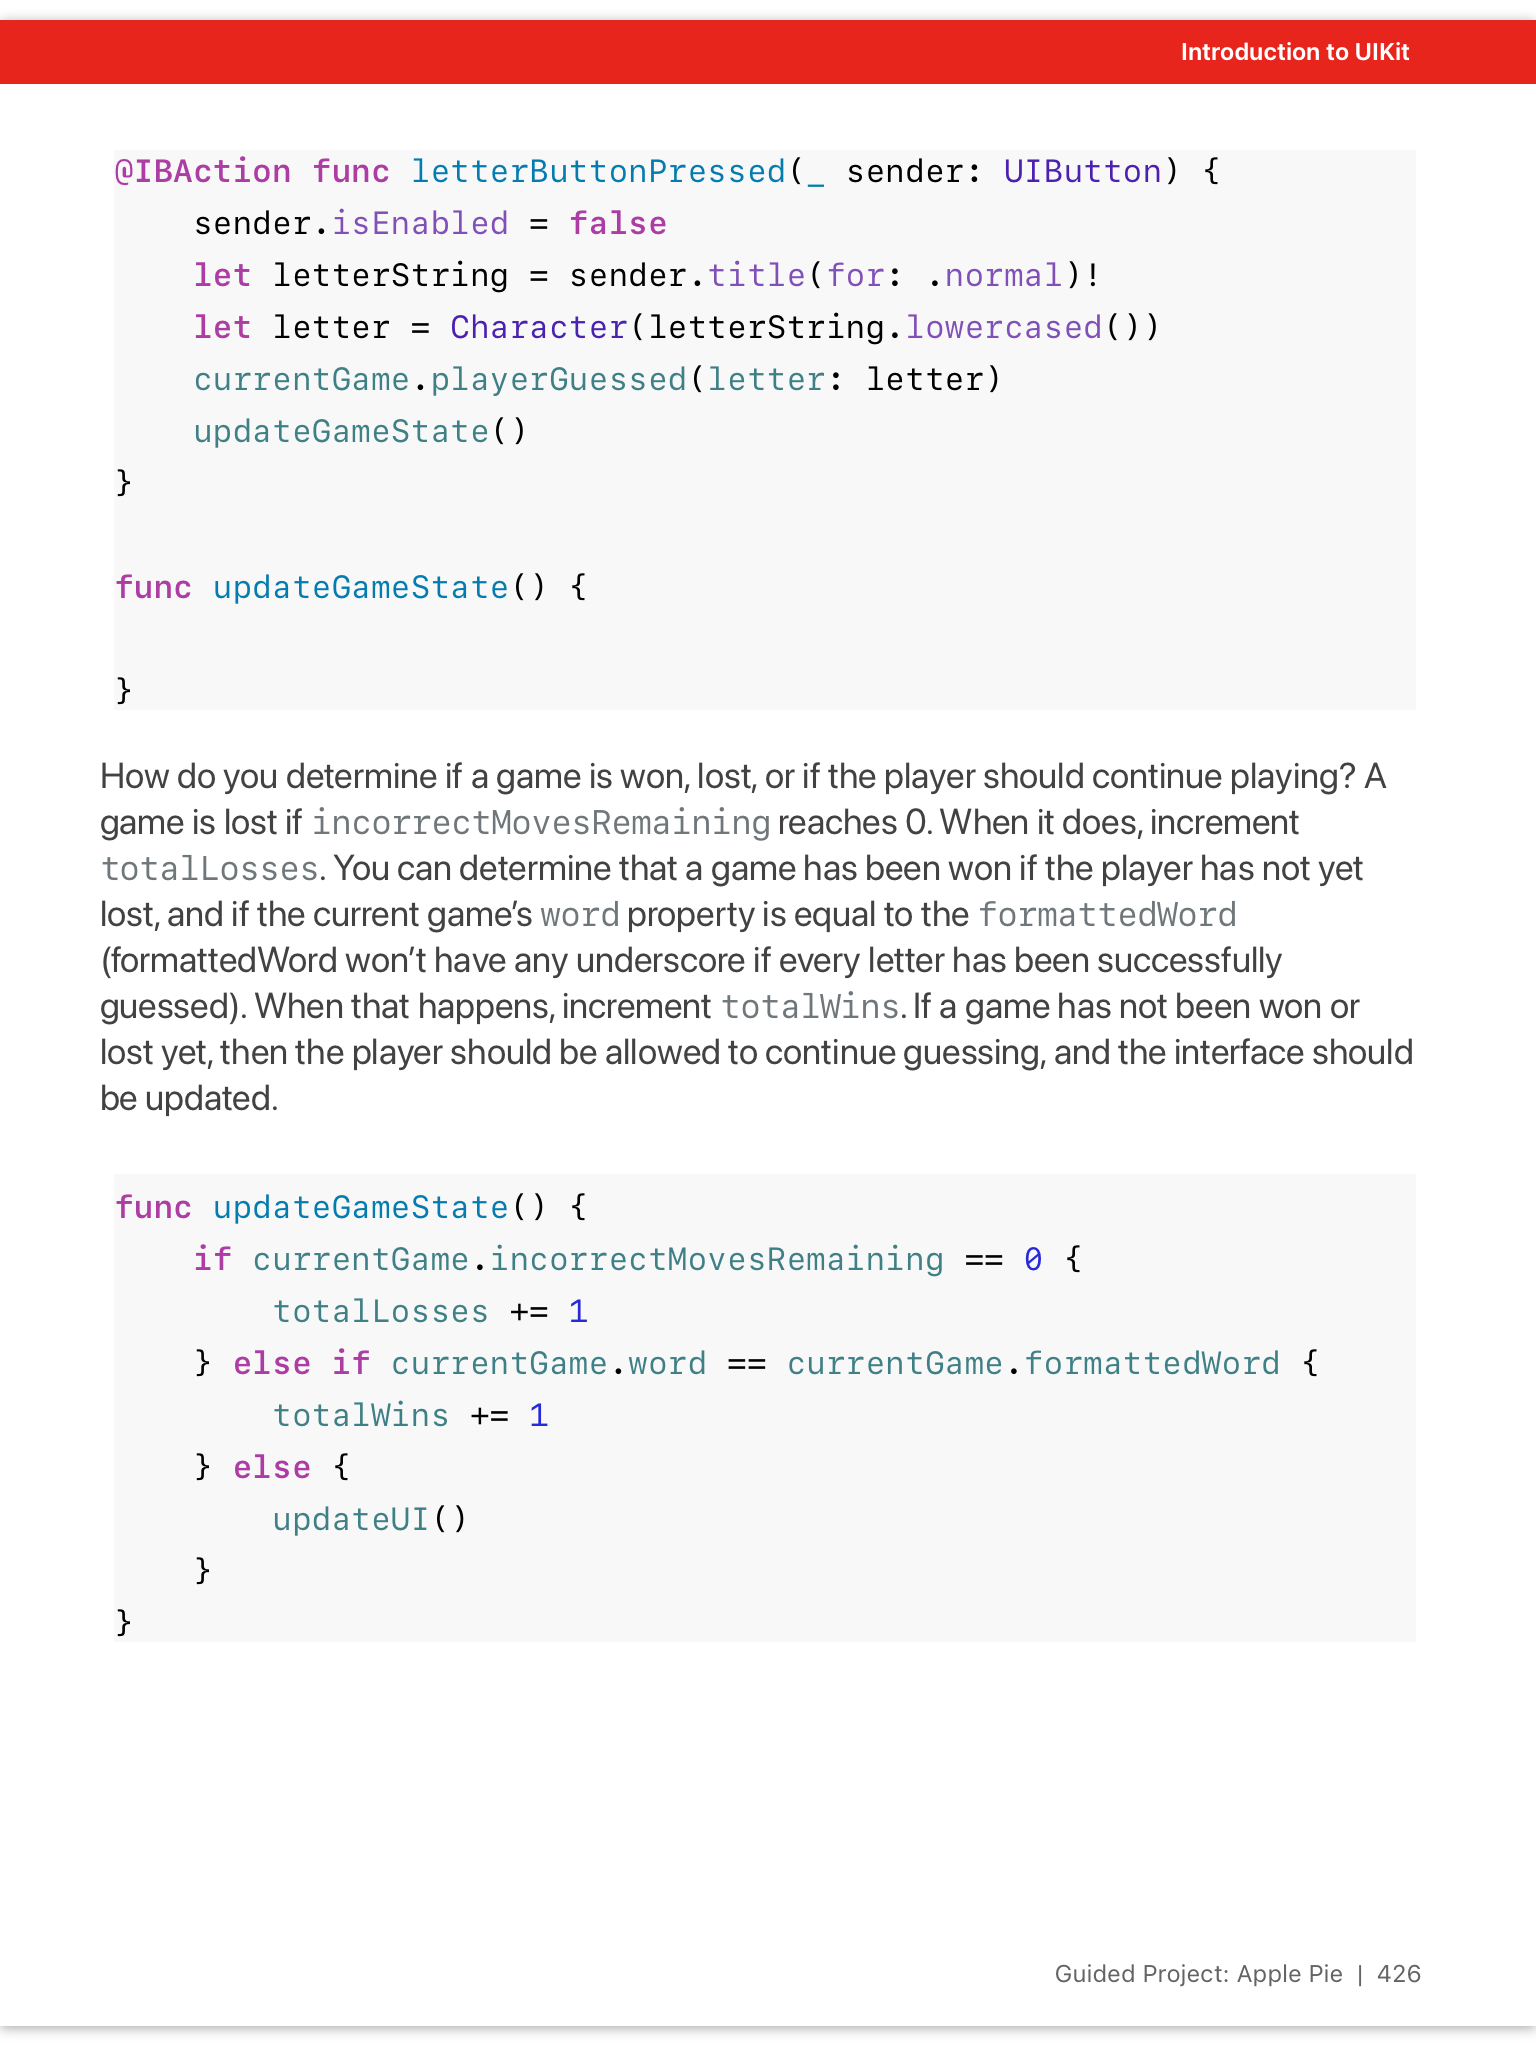 Introduction to UIKit
@IBAction func letterButtonPressed(_ sender: UIButton) {
    sender.isEnabled = false
    let letterString = sender.title(for: .normal)!
    let letter = Character(letterString.lowercased())
    currentGame.playerGuessed(letter: letter)
    updateGameState()
}
func updateGameState() {
}
How do you determine if a game is won, lost, or if the player should continue playing? A
game is lost if incorrectMovesRemaining reaches 0. When it does, increment
totalLosses. You can determine that a game has been won if the player has not yet
lost, and if the current game’s word property is equal to the formattedWord
(formattedWord won’t have any underscore if every letter has been successfully
guessed). When that happens, increment totalWins. If a game has not been won or
lost yet, then the player should be allowed to continue guessing, and the interface should
be updated.
func updateGameState() {
    if currentGame.incorrectMovesRemaining == 0 {
        totalLosses += 1
    } else if currentGame.word == currentGame.formattedWord {
        totalWins += 1
    } else {
        updateUI()
    }
}
Guided Project: Apple Pie | 426